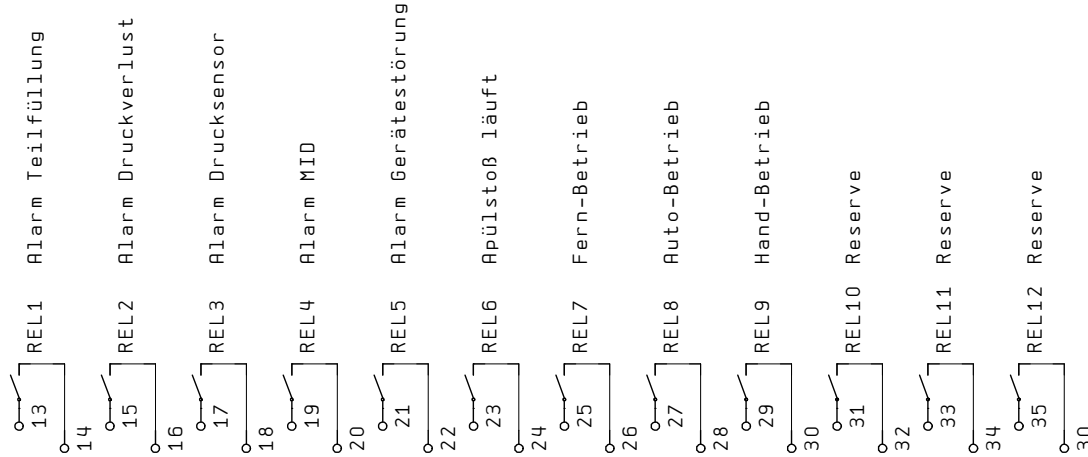 REL1 Alarm Teilfüllung
13
14
REL2 Alarm Druckverlust
15
16
REL3 Alarm Drucksensor
17
18
REL4 Alarm MID
19
20
REL5 Alarm Gerätestörung
21
22
REL6 Apülstoß läuft
23
24
REL7 Fern-Betrieb
25
26
REL8 Auto-Betrieb
27
28
REL9 Hand-Betrieb
29
30
REL10 Reserve
31
32
REL11 Reserve
33
34
REL12 Reserve
35
30